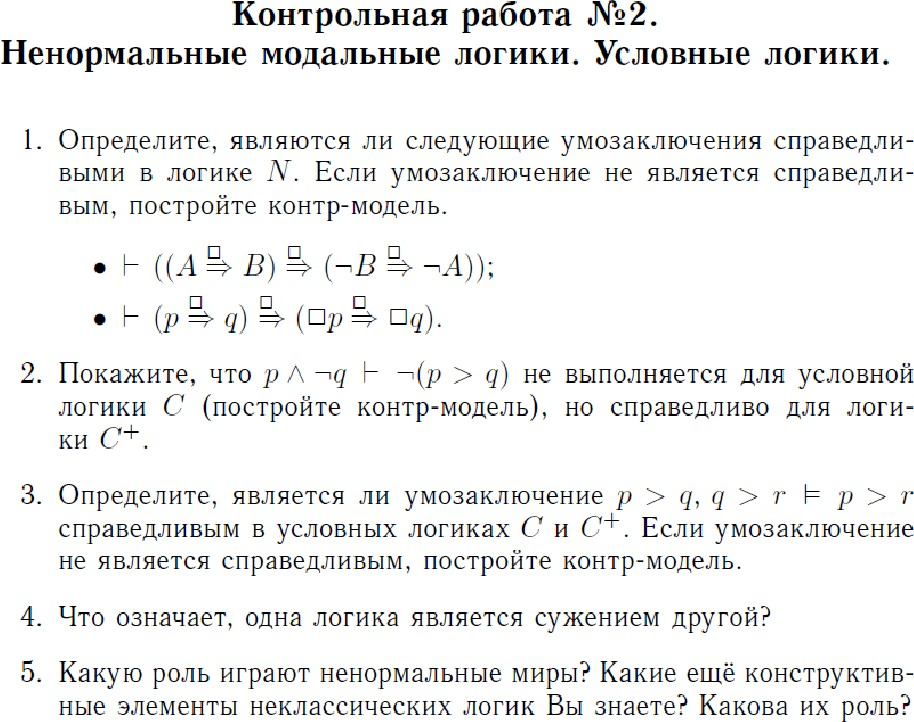 Контрольная работа №2.
Ненормальные модальные логики. Условные логики.
1. Определите, являются ли следующие умозаключения справедли-
выми в логике N. Если умозаключение не является справедли-
вым, постройте контр-модель.
• ⊢ ((A □⇒ B) □⇒ (¬B □⇒ ¬A));
• ⊢ (p □⇒ q) □⇒ (□p □⇒ □q).
2. Покажите, что p ∧ ¬q ⊢ ¬(p > q) не выполняется для условной
логики C (постройте контр-модель), но справедливо для логи-
ки C⁺.
3. Определите, является ли умозаключение p > q, q > r ⊨ p > r
справедливым в условных логиках C и C⁺. Если умозаключение
не является справедливым, постройте контр-модель.
4. Что означает, одна логика является сужением другой?
5. Какую роль играют ненормальные миры? Какие ещё конструктив-
ные элементы неклассических логик Вы знаете? Какова их роль?